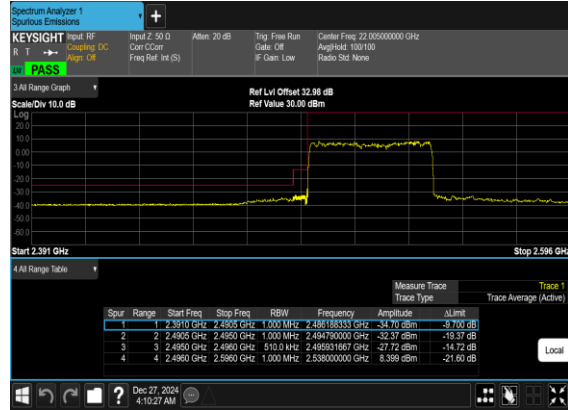 Spectrum Analyzer 1
Spurious Emissions
+
KEYSIGHT Input: RF Input Z: 50 Ω Atten: 20 dB Trig: Free Run Center Freq: 22.005000000 GHz
R T Coupling: DC Corr CCorr Gate: Off Avg|Hold: 100/100
Align: Off Freq Ref: Int (S) IF Gain: Low Radio Std: None
PASS
3 All Range Graph
Ref Lvl Offset 32.98 dB
Scale/Div 10.0 dB Ref Value 30.00 dBm
Log
20.0
10.0
0.00
-10.0
-20.0
-30.0
-40.0
-50.0
-60.0
Start 2.391 GHz Stop 2.596 GHz
4 All Range Table
Measure Trace Trace 1
Trace Type Trace Average (Active)
Spur Range Start Freq Stop Freq RBW Frequency Amplitude ΔLimit
1 1 2.3910 GHz 2.4905 GHz 1.000 MHz 2.486188333 GHz -34.70 dBm -9.700 dB
2 2 2.4905 GHz 2.4950 GHz 1.000 MHz 2.494790000 GHz -32.37 dBm -19.37 dB
3 3 2.4950 GHz 2.4960 GHz 510.0 kHz 2.495931667 GHz -27.72 dBm -14.72 dB
4 4 2.4960 GHz 2.5960 GHz 1.000 MHz 2.538000000 GHz 8.399 dBm -21.60 dB
Local
?
Dec 27, 2024
4:10:27 AM